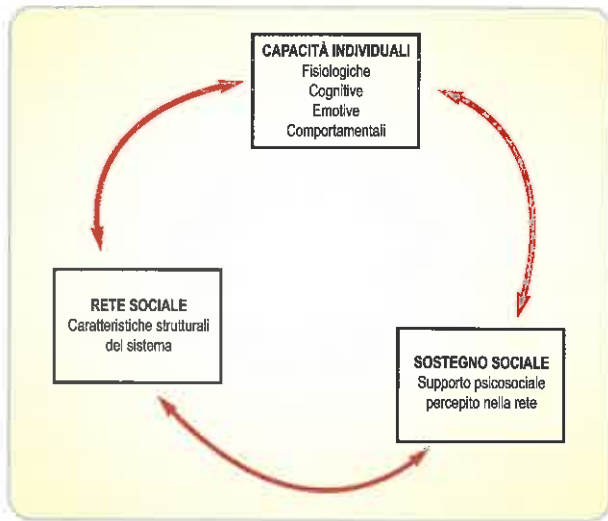 CAPACITÀ INDIVIDUALI
Fisiologiche
Cognitive
Emotive
Comportamentali
RETE SOCIALE
Caratteristiche strutturali
del sistema
SOSTEGNO SOCIALE
Supporto psicosociale
percepito nella rete